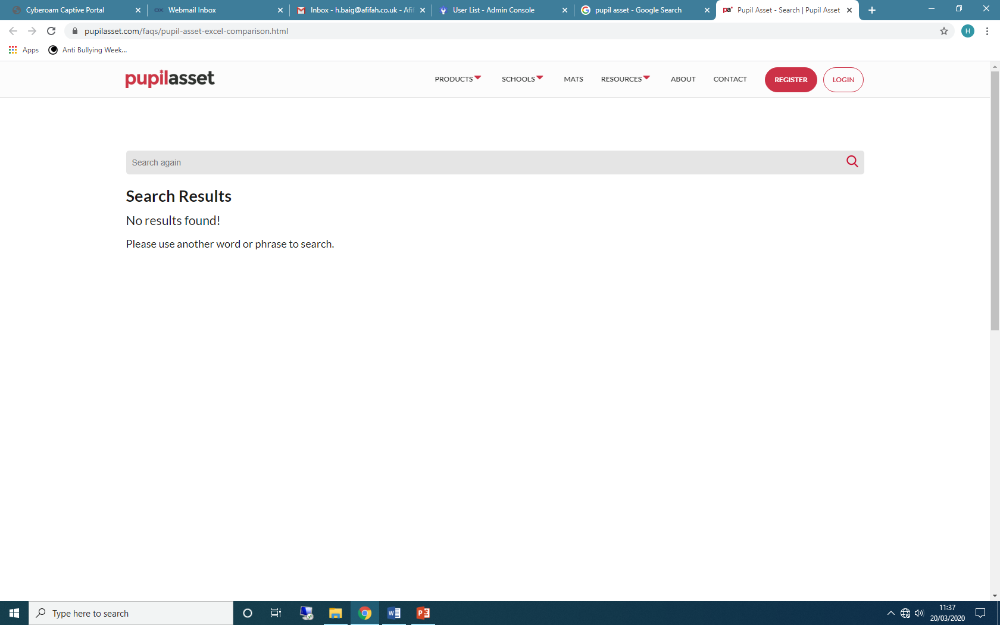 Cyberoam Captive Portal
Webmail Inbox
Inbox - h.baig@afifah.co.uk - Afi
User List - Admin Console
pupil asset - Google Search
pa Pupil Asset - Search | Pupil Asset
pupilasset.com/faqs/pupil-asset-excel-comparison.html
H
Apps
Anti Bullying Week...
pupilasset
PRODUCTS
SCHOOLS
MATS
RESOURCES
ABOUT
CONTACT
REGISTER
LOGIN
Search again
Search Results
No results found!
Please use another word or phrase to search.
Type here to search
11:37
20/03/2020